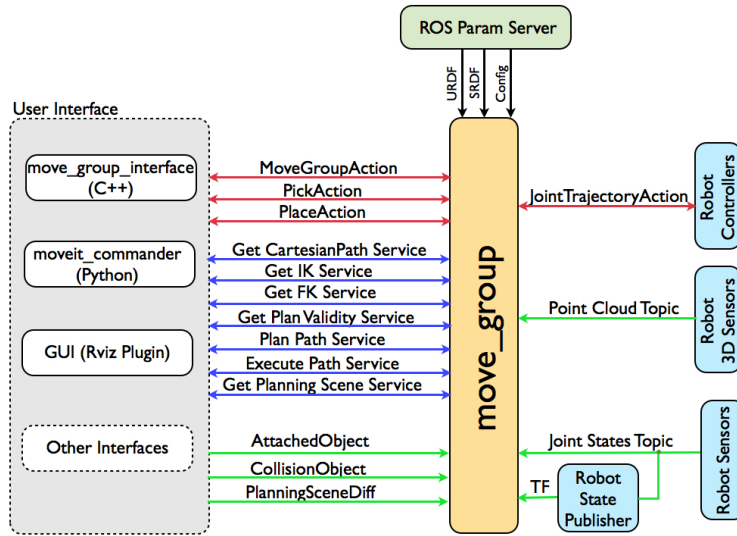 ROS Param Server
URDF
SRDF
Config
User Interface
move_group_interface
(C++)
moveit_commander
(Python)
GUI (Rviz Plugin)
Other Interfaces
MoveGroupAction
PickAction
PlaceAction
Get CartesianPath Service
Get IK Service
Get FK Service
Get Plan Validity Service
Plan Path Service
Execute Path Service
Get Planning Scene Service
AttachedObject
CollisionObject
PlanningSceneDiff
move_group
JointTrajectoryAction
Point Cloud Topic
Joint States Topic
TF
Robot
State
Publisher
Robot
Controllers
Robot
3D Sensors
Robot Sensors